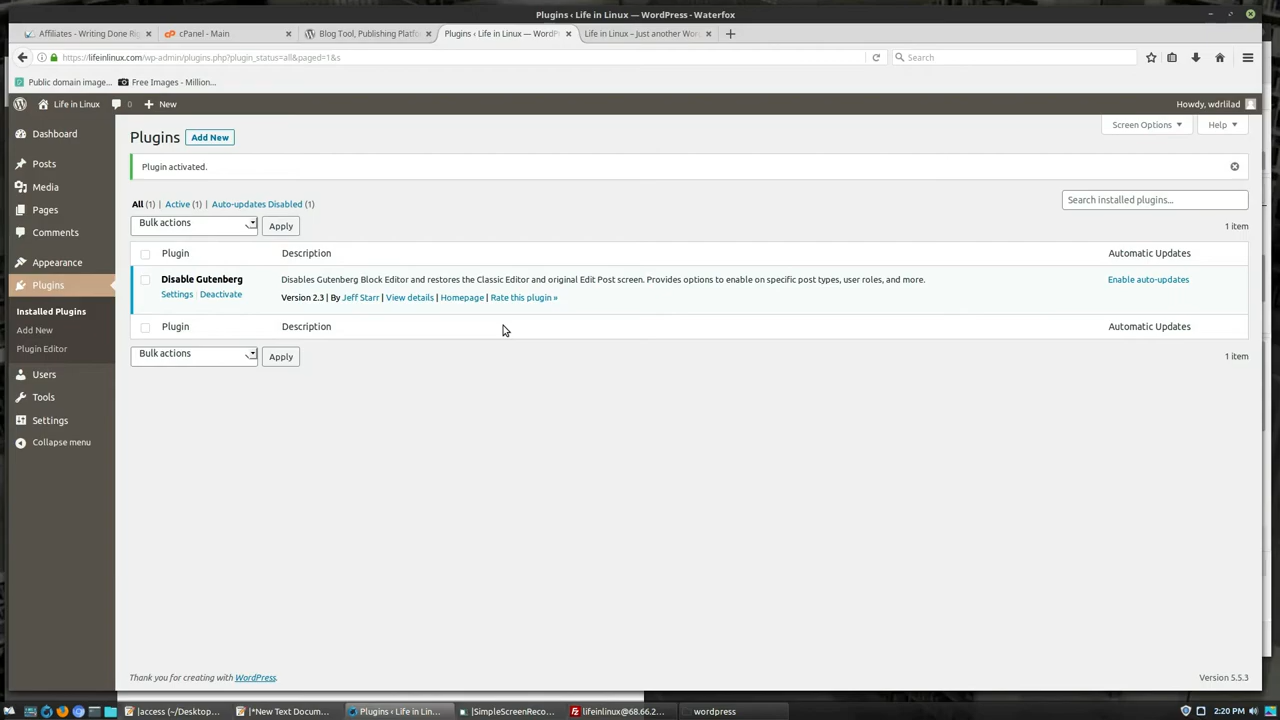 Plugins ‹ Life in Linux — WordPress - Waterfox
Affiliates - Writing Done Ri
cPanel - Main
Blog Tool, Publishing Platfo
Plugins ‹ Life in Linux — WordP
Life in Linux – Just another Wor
https://lifeinlinux.com/wp-admin/plugins.php?plugin_status=all&paged=1&s
Search
Public domain image...
Free Images - Million...
Life in Linux
0
New
Howdy, wdrlilad
Dashboard
Posts
Media
Pages
Comments
Appearance
Plugins
Installed Plugins
Add New
Plugin Editor
Users
Tools
Settings
Collapse menu
Screen Options
Help
Plugins Add New
Plugin activated.
All (1) | Active (1) | Auto-updates Disabled (1)
Search installed plugins...
Bulk actions Apply
1 item
Plugin Description Automatic Updates
Disable Gutenberg
Settings | Deactivate
Disables Gutenberg Block Editor and restores the Classic Editor and original Edit Post screen. Provides options to enable on specific post types, user roles, and more.
Version 2.3 | By Jeff Starr | View details | Homepage | Rate this plugin »
Enable auto-updates
Plugin Description Automatic Updates
Bulk actions Apply
1 item
Thank you for creating with WordPress.
Version 5.5.3
|access (~/Desktop...
|*New Text Docum...
Plugins ‹ Life in Lin...
|SimpleScreenReco...
lifeinlinux@68.66.2...
wordpress
2:20 PM